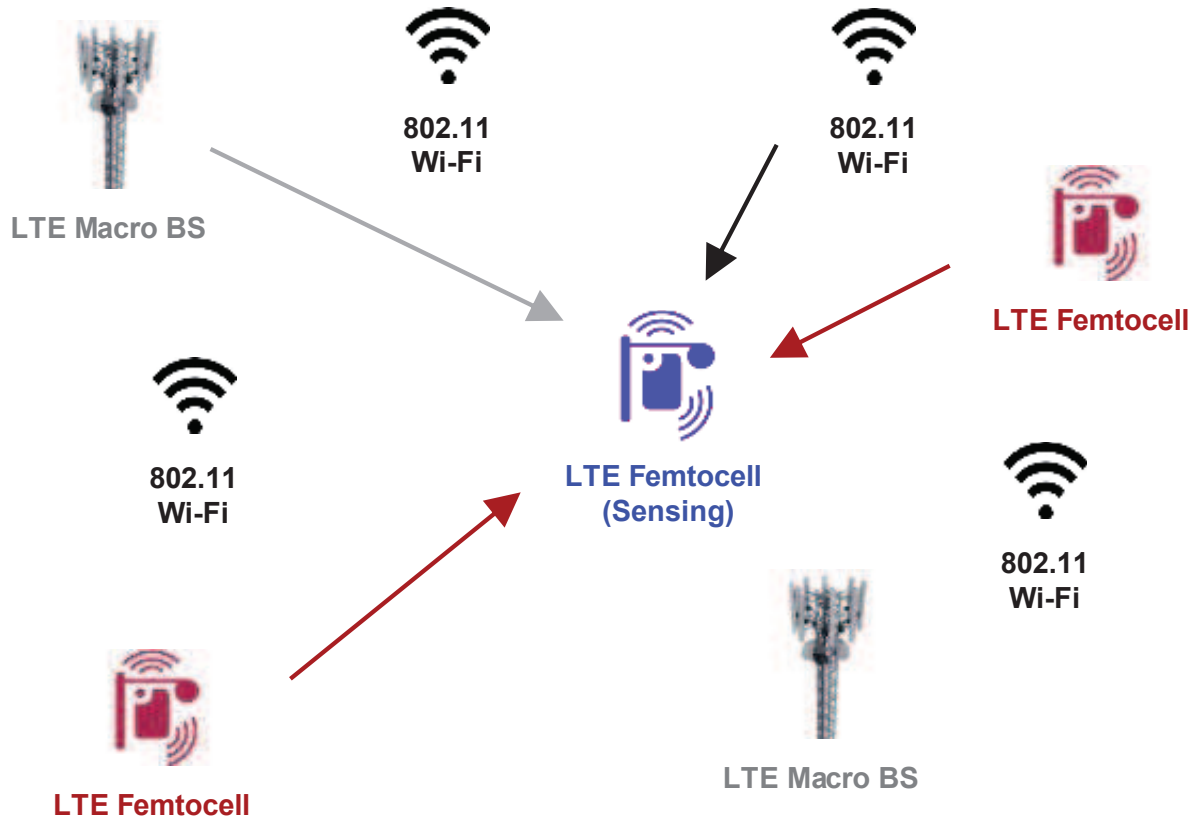 802.11
Wi-Fi
802.11
Wi-Fi
LTE Macro BS
LTE Femtocell
802.11
Wi-Fi
LTE Femtocell
(Sensing)
802.11
Wi-Fi
LTE Macro BS
LTE Femtocell